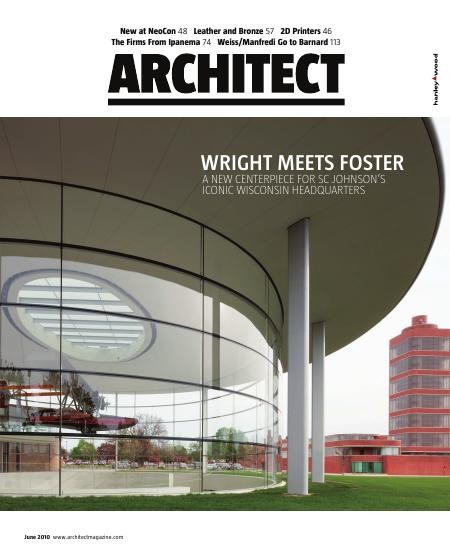 New at NeoCon 48 Leather and Bronze 57 2D Printers 46
The Firms From Ipanema 74 Weiss/Manfredi Go to Barnard 113
ARCHITECT
hanley▲wood
WRIGHT MEETS FOSTER
A NEW CENTERPIECE FOR SC JOHNSON'S
ICONIC WISCONSIN HEADQUARTERS
June 2010 www.architectmagazine.com